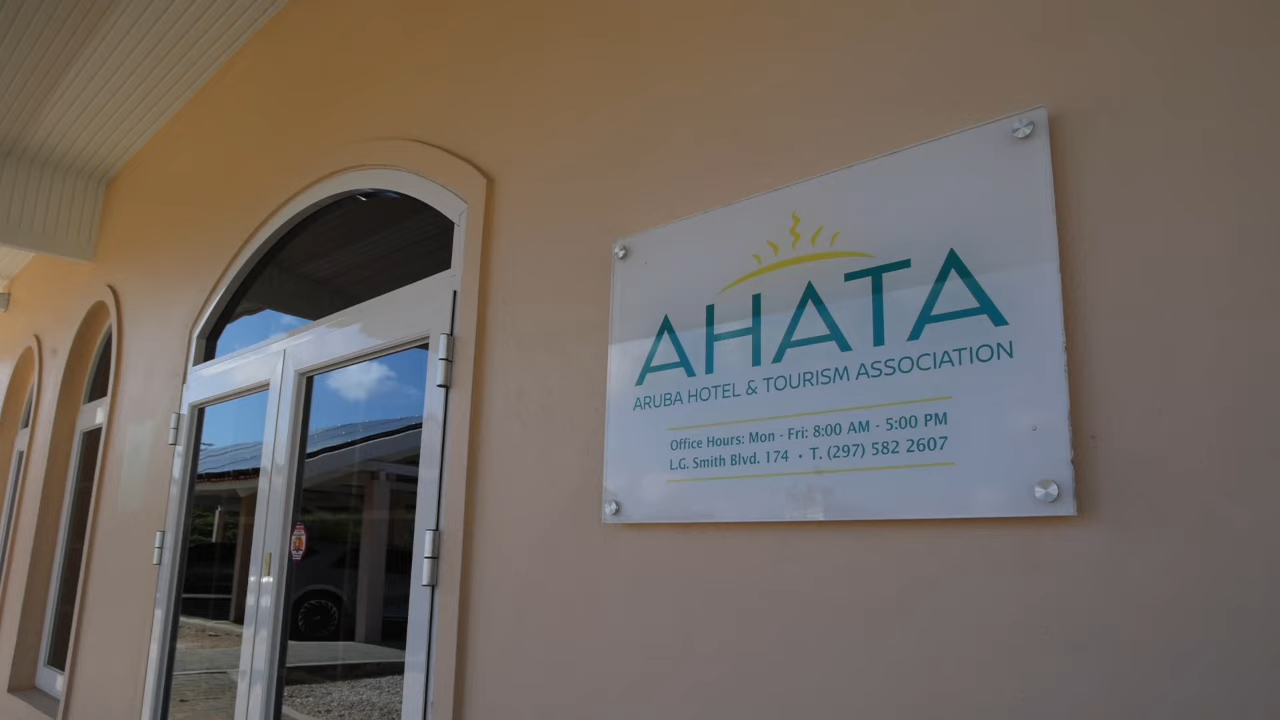 AHATA
ARUBA HOTEL & TOURISM ASSOCIATION
Office Hours: Mon - Fri: 8:00 AM - 5:00 PM
L.G. Smith Blvd. 174 • T. (297) 582 2607